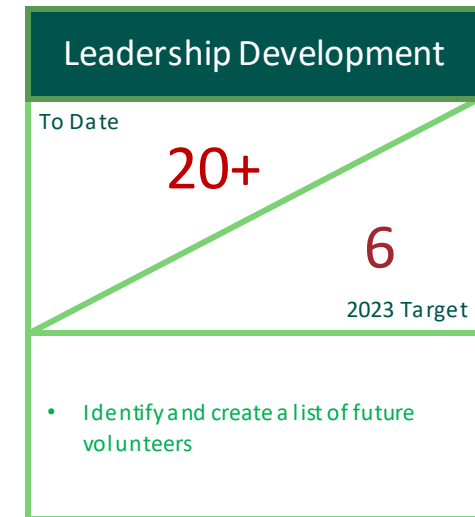 Leadership Development
To Date
20+
6
2023 Target
• Identify and create a list of future
volunteers